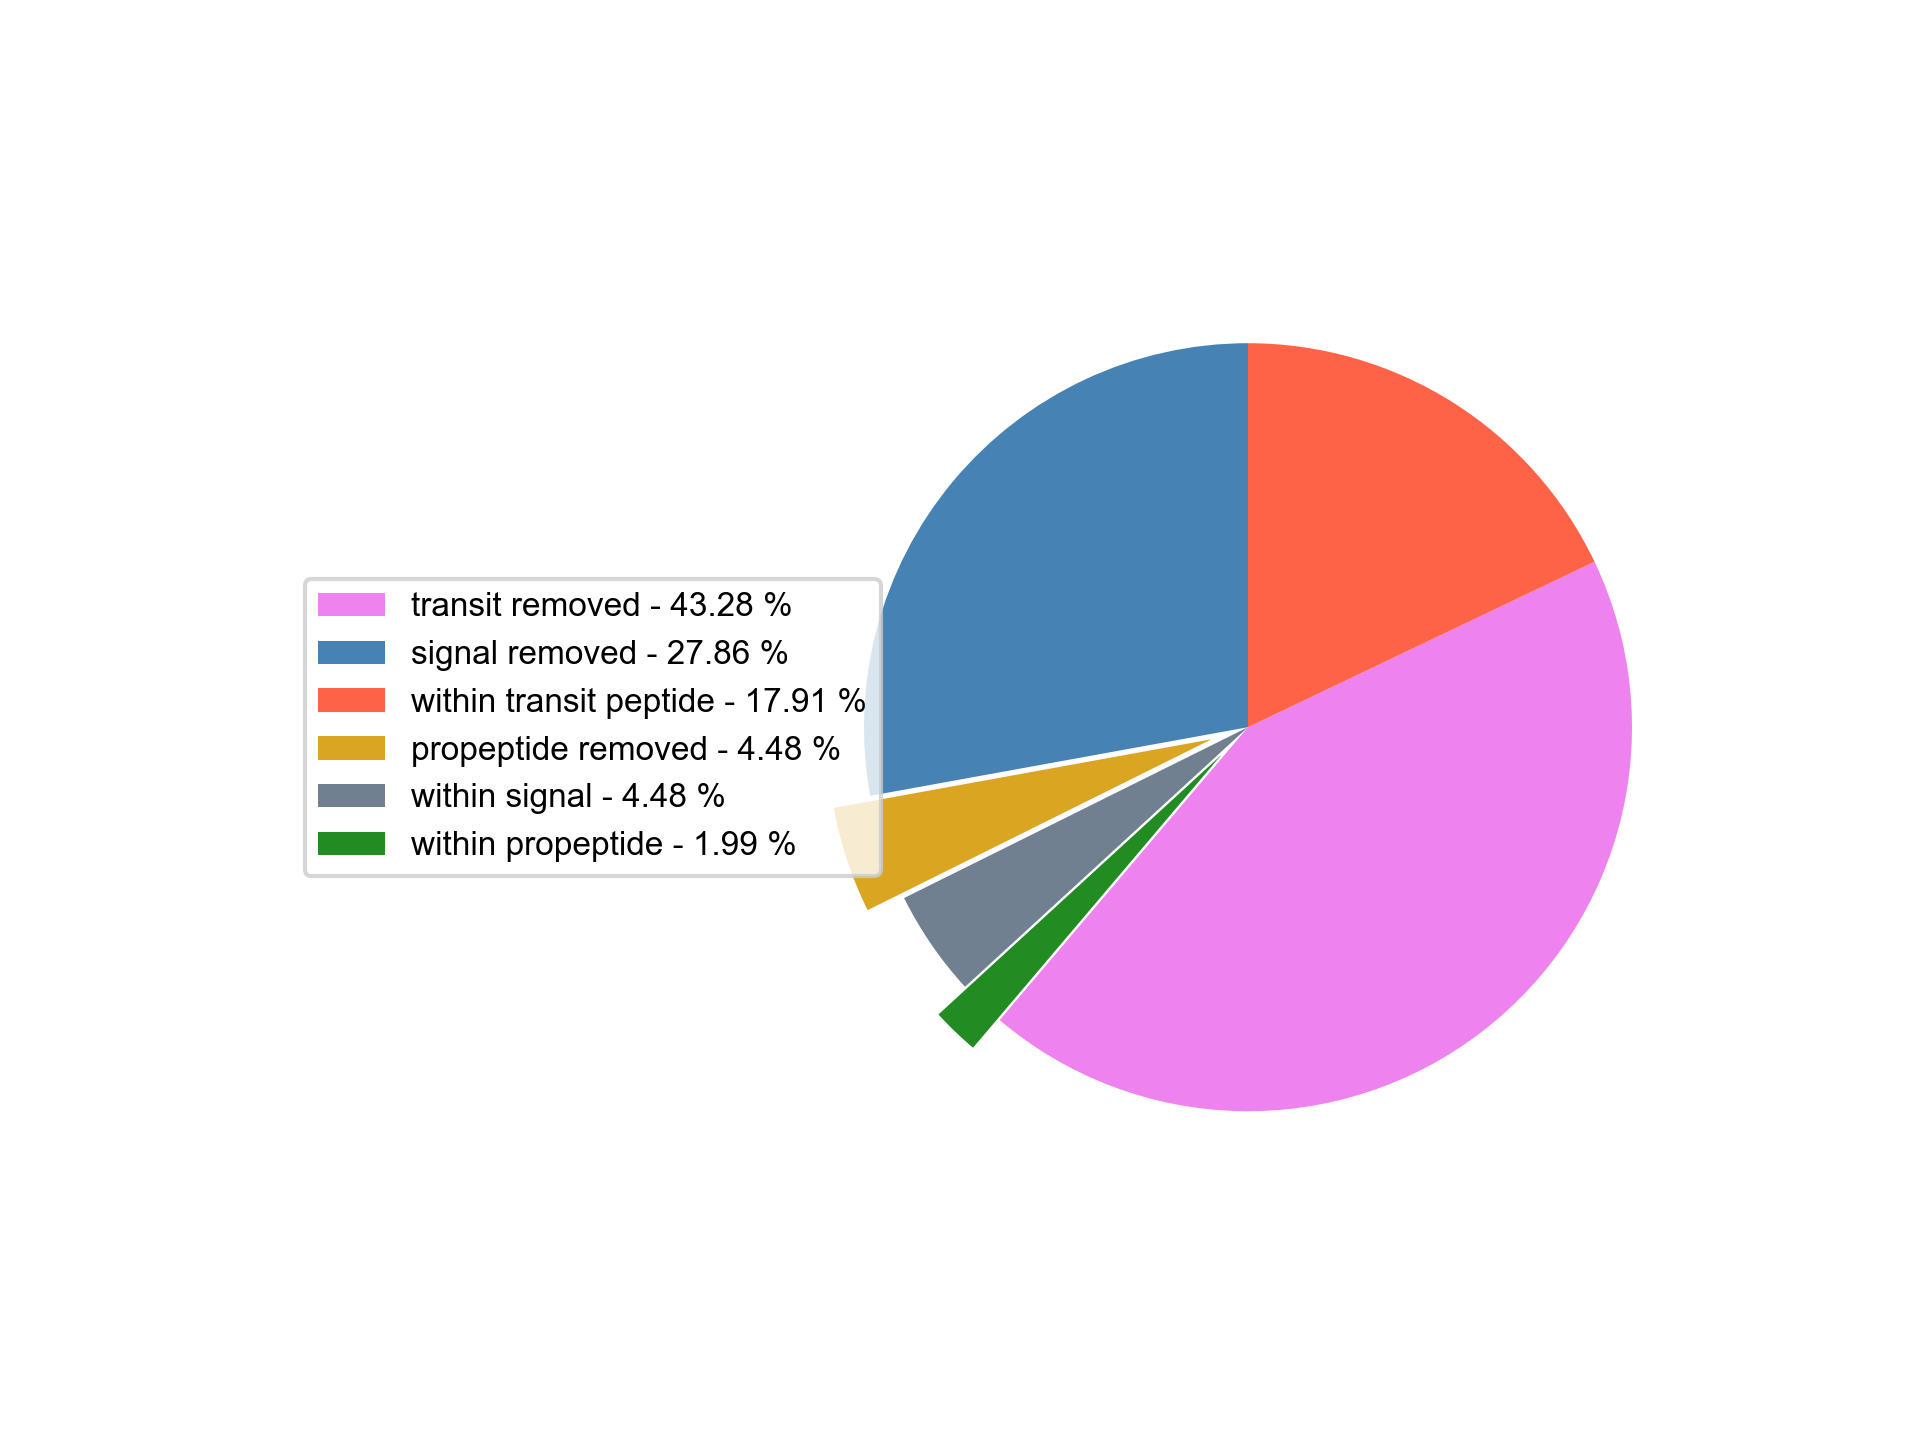 transit removed - 43.28 %
signal removed - 27.86 %
within transit peptide - 17.91 %
propeptide removed - 4.48 %
within signal - 4.48 %
within propeptide - 1.99 %